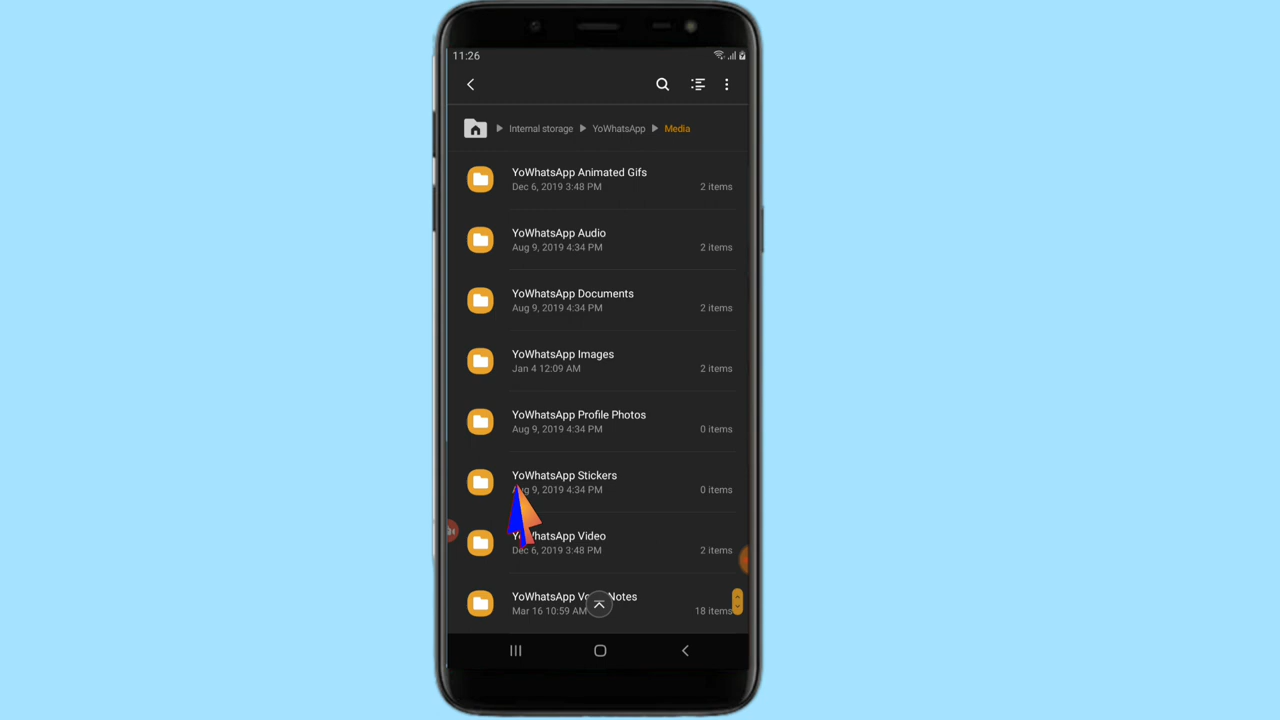 11:26
Internal storage YoWhatsApp Media
YoWhatsApp Animated Gifs
Dec 6, 2019 3:48 PM 2 items
YoWhatsApp Audio
Aug 9, 2019 4:34 PM 2 items
YoWhatsApp Documents
Aug 9, 2019 4:34 PM 2 items
YoWhatsApp Images
Jan 4 12:09 AM 2 items
YoWhatsApp Profile Photos
Aug 9, 2019 4:34 PM 0 items
YoWhatsApp Stickers
Aug 9, 2019 4:34 PM 0 items
YoWhatsApp Video
Dec 6, 2019 3:48 PM 2 items
YoWhatsApp Notes
Mar 16 10:59 AM 18 items